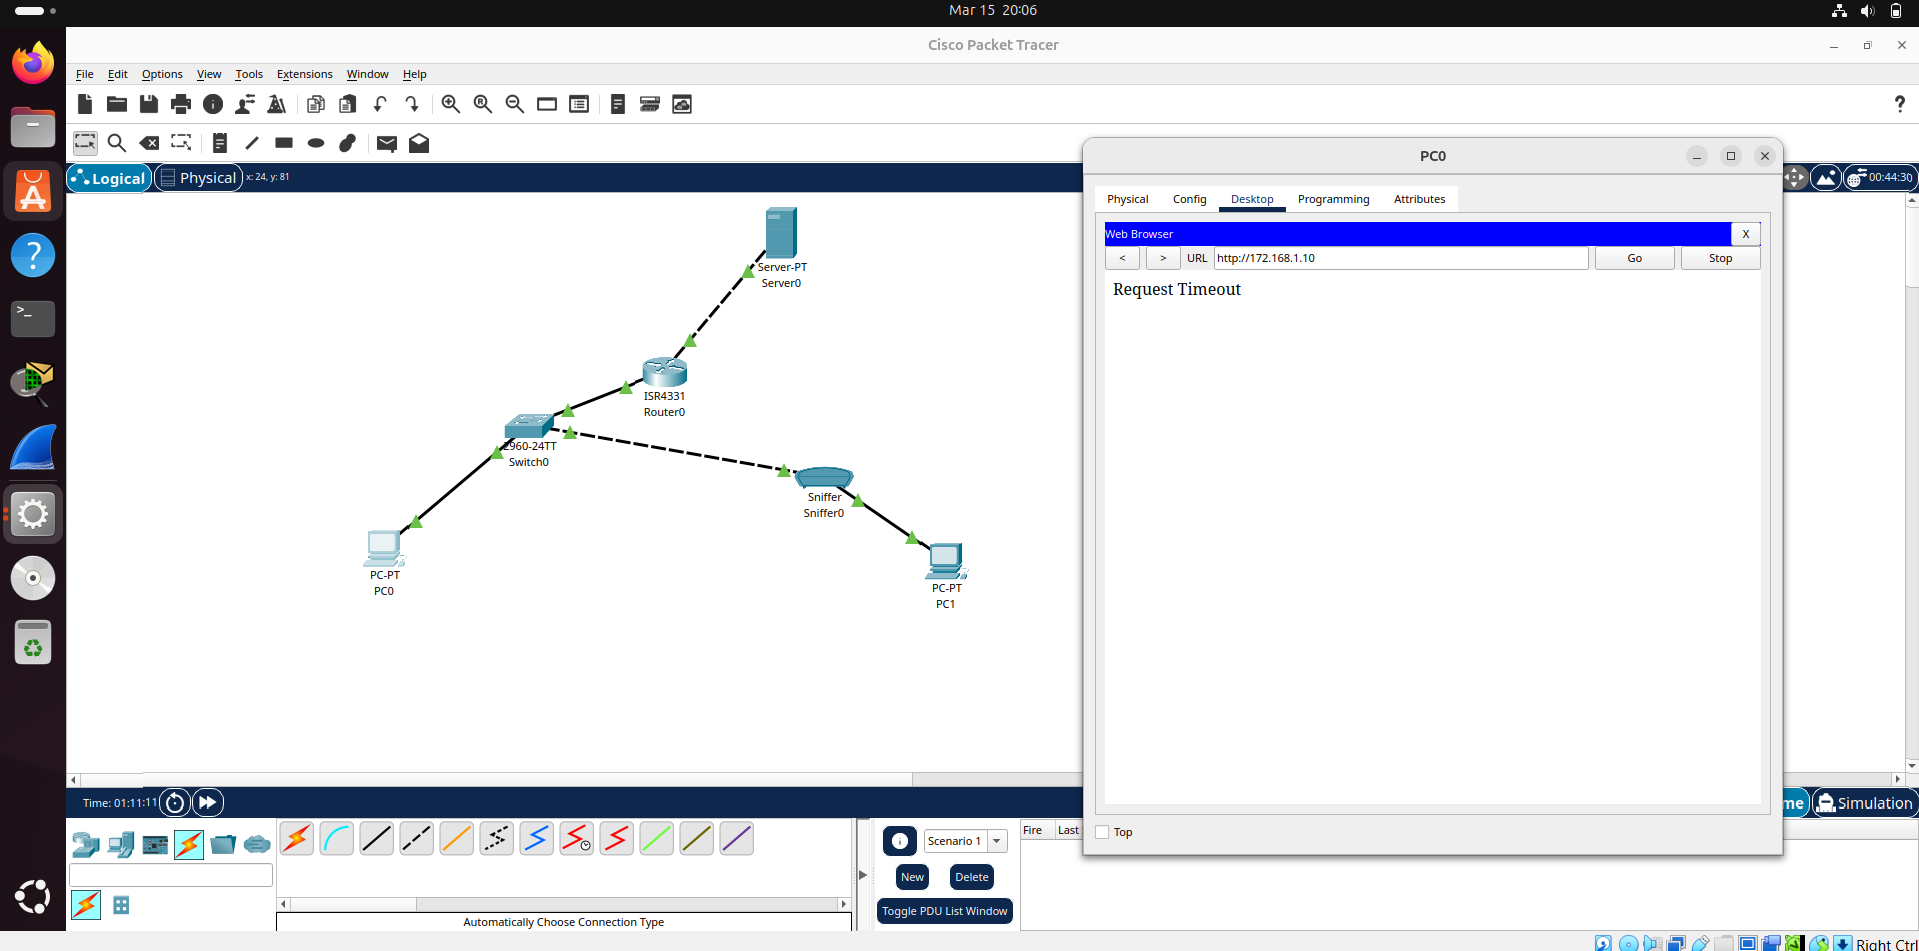 Mar 15 20:06
Cisco Packet Tracer
File Edit Options View Tools Extensions Window Help
Logical Physical x: 24, y: 81
00:44:30
PC0
Physical Config Desktop Programming Attributes
Web Browser X
< > URL http://172.168.1.10 Go Stop
Request Timeout
Server-PT
Server0
ISR4331
Router0
2960-24TT
Switch0
Sniffer
Sniffer0
PC-PT
PC0
PC-PT
PC1
Time: 01:11:11
me Simulation
Top
Scenario 1
Fire Last
New Delete
Toggle PDU List Window
Automatically Choose Connection Type
Right Ctrl